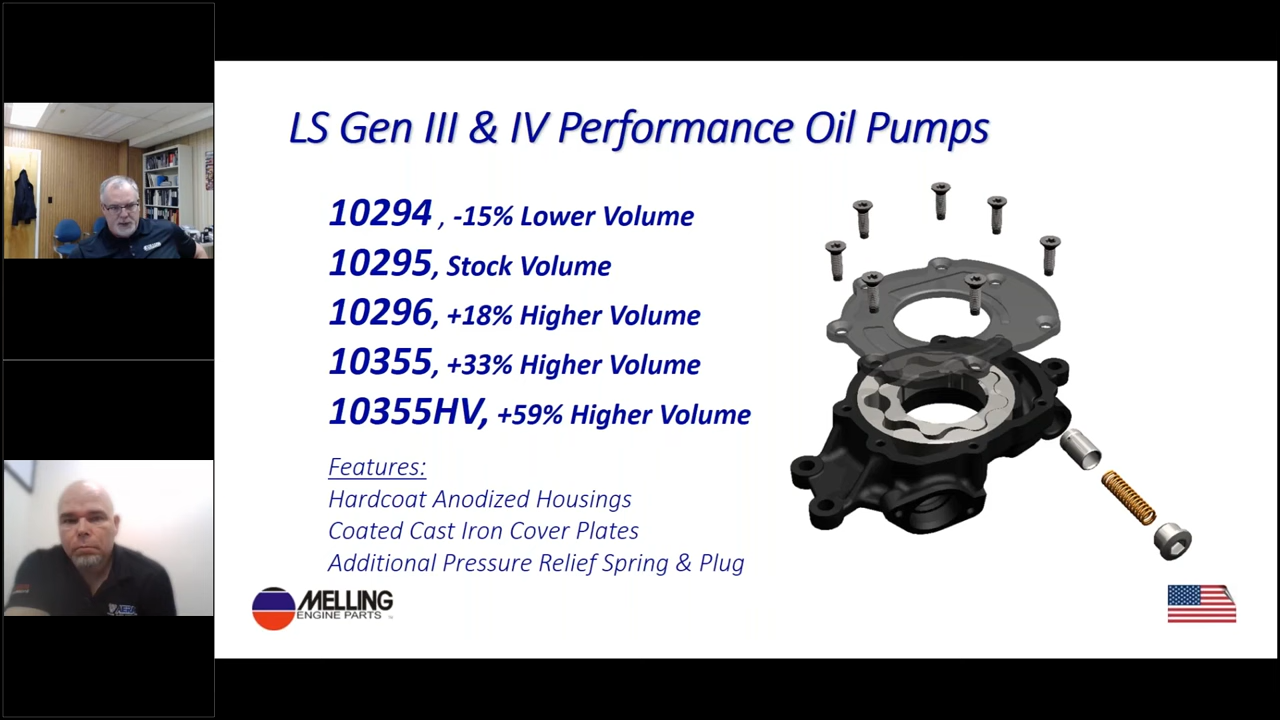 LS Gen III & IV Performance Oil Pumps
10294 , -15% Lower Volume
10295, Stock Volume
10296, +18% Higher Volume
10355, +33% Higher Volume
10355HV, +59% Higher Volume
Features:
Hardcoat Anodized Housings
Coated Cast Iron Cover Plates
Additional Pressure Relief Spring & Plug
MELLING
ENGINE PARTS